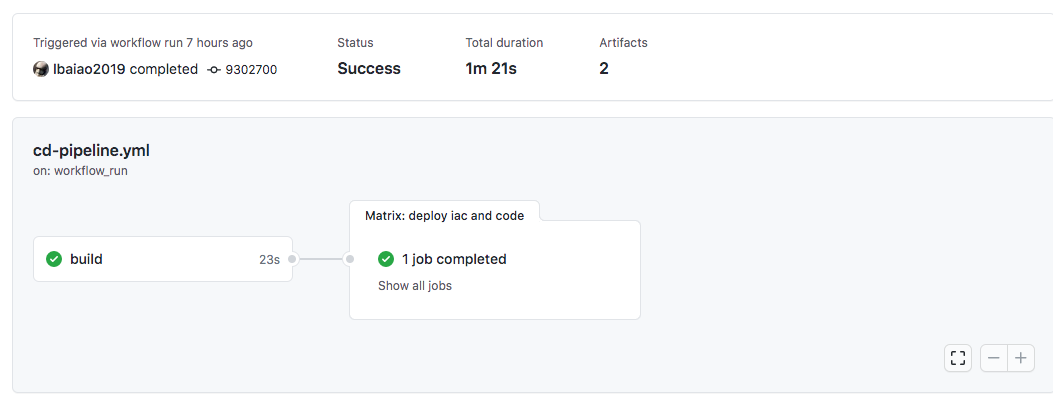 Triggered via workflow run 7 hours ago
lbaiao2019 completed 9302700
Status
Success
Total duration
1m 21s
Artifacts
2
cd-pipeline.yml
on: workflow_run
build 23s
Matrix: deploy iac and code
1 job completed
Show all jobs